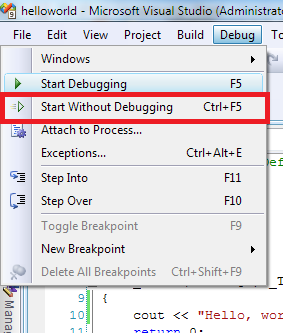 helloworld - Microsoft Visual Studio (Administrat
File Edit View Project Build Debug
Windows
Start Debugging F5
Start Without Debugging Ctrl+F5
Attach to Process...
Exceptions... Ctrl+Alt+E
Step Into F11
Step Over F10
Toggle Breakpoint F9
New Breakpoint
Delete All Breakpoints Ctrl+Shift+F9
9 {
10 cout << "Hello, wor
11 return 0;